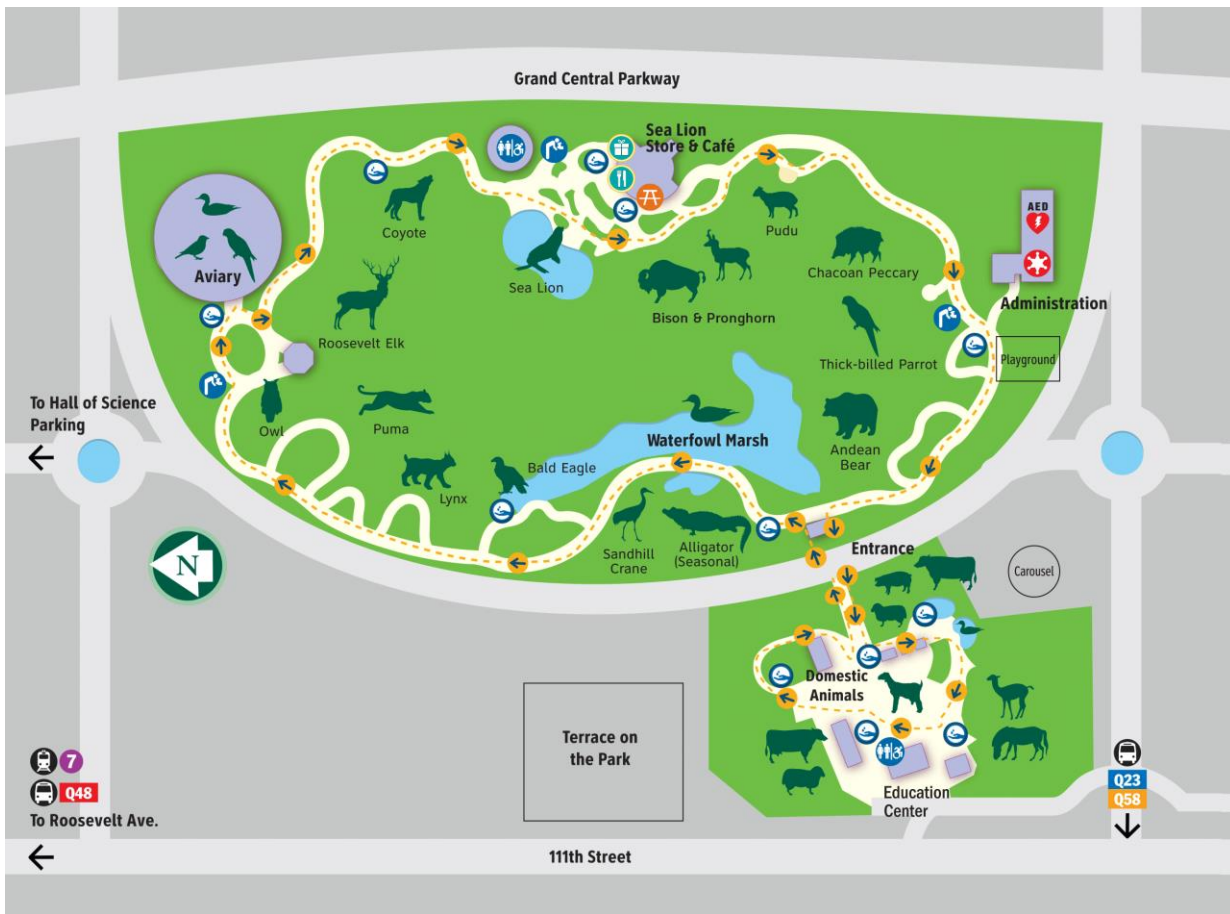 Grand Central Parkway
Sea Lion
Store & Café
AED
Coyote
Pudu
Aviary
Sea Lion
Chacoan Peccary
Bison & Pronghorn
Administration
Roosevelt Elk
Thick-billed Parrot
Playground
To Hall of Science
Parking
Owl
Puma
Waterfowl Marsh
Andean
Bear
Bald Eagle
Lynx
Sandhill
Crane
Alligator
(Seasonal)
Entrance
N
Carousel
Domestic
Animals
Terrace on
the Park
7
Q48
To Roosevelt Ave.
Education
Center
Q23
Q58
111th Street